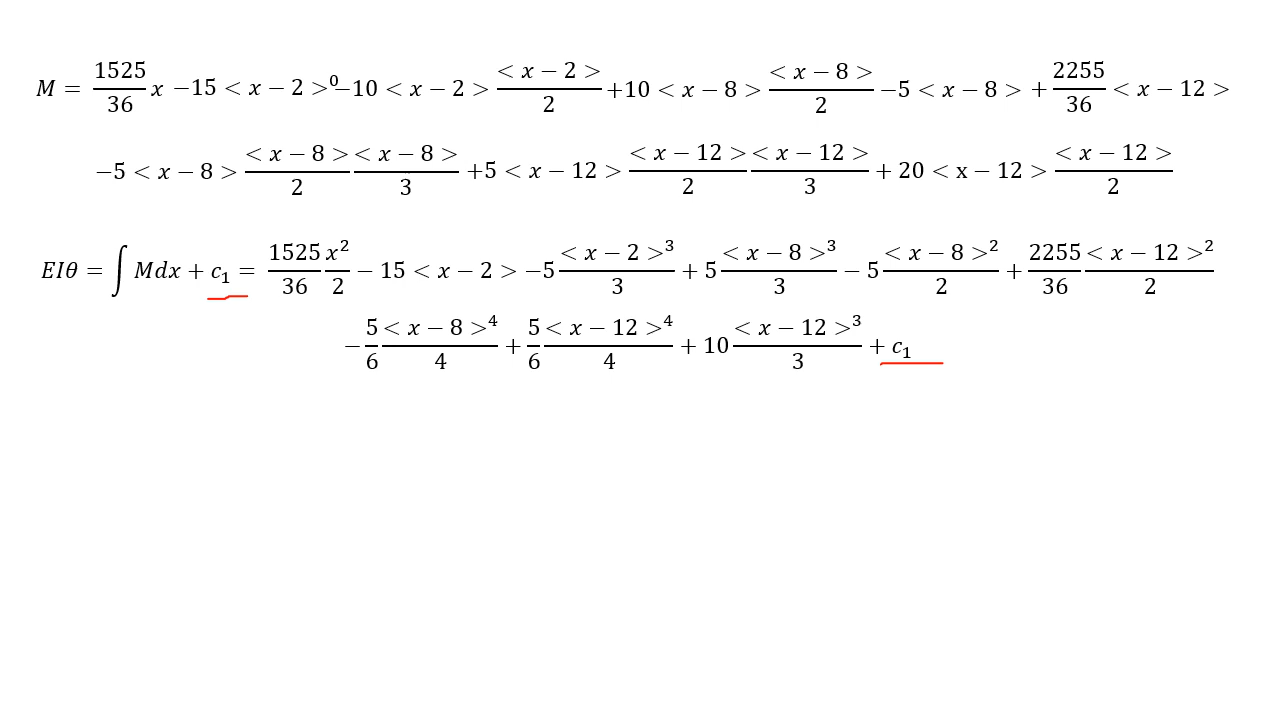 M = 1525/36 x −15 < x − 2 >⁰−10 < x − 2 > < x − 2 >/2 +10 < x − 8 > < x − 8 >/2 −5 < x − 8 > + 2255/36 < x − 12 >
−5 < x − 8 > < x − 8 >/2 < x − 8 >/3 +5 < x − 12 > < x − 12 >/2 < x − 12 >/3 + 20 < x − 12 > < x − 12 >/2
EIθ = ∫ Mdx + c₁ = 1525/36 x²/2 − 15 < x − 2 > −5 < x − 2 >³/3 + 5 < x − 8 >³/3 − 5 < x − 8 >²/2 + 2255/36 < x − 12 >²/2
− 5/6 < x − 8 >⁴/4 + 5/6 < x − 12 >⁴/4 + 10 < x − 12 >³/3 + c₁